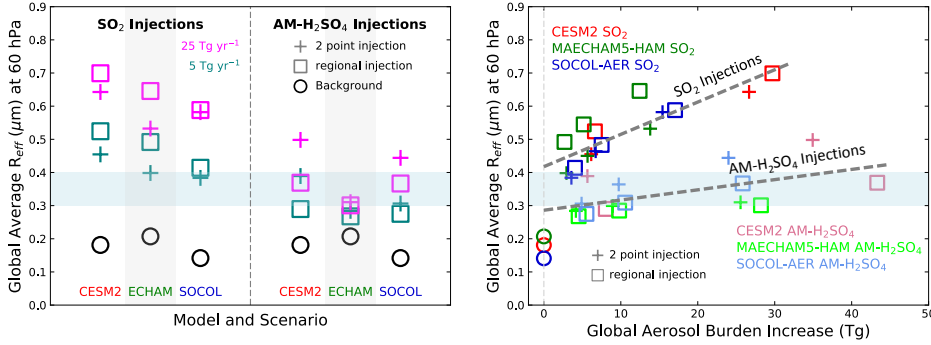 SO₂ Injections
AM-H₂SO₄ Injections
25 Tg yr⁻¹
5 Tg yr⁻¹
2 point injection
regional injection
Background
Global Average R_eff (μm) at 60 hPa
0.8
0.7
0.6
0.5
0.4
0.3
0.2
0.1
0.0
CESM2 ECHAM SOCOL CESM2 ECHAM SOCOL
Model and Scenario
CESM2 SO₂
MAECHAM5-HAM SO₂
SOCOL-AER SO₂
SO₂ Injections
AM-H₂SO₄ Injections
CESM2 AM-H₂SO₄
MAECHAM5-HAM AM-H₂SO₄
SOCOL-AER AM-H₂SO₄
2 point injection
regional injection
Global Average R_eff (μm) at 60 hPa
0.8
0.7
0.6
0.5
0.4
0.3
0.2
0.1
0.0
0 10 20 30 40 50
Global Aerosol Burden Increase (Tg)